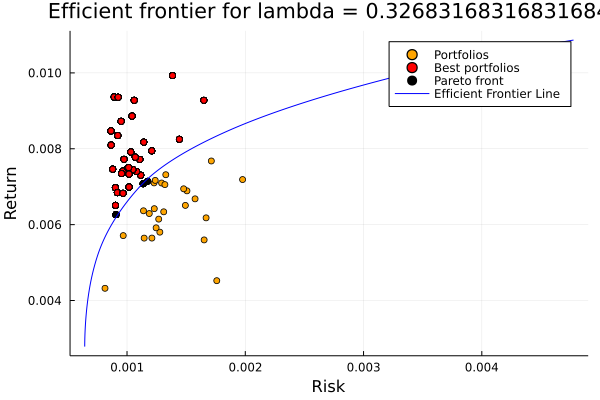 Efficient frontier for lambda = 0.3268316831683168
Portfolios
Best portfolios
Pareto front
Efficient Frontier Line
0.010
0.008
0.006
0.004
Return
0.001
0.002
0.003
0.004
Risk